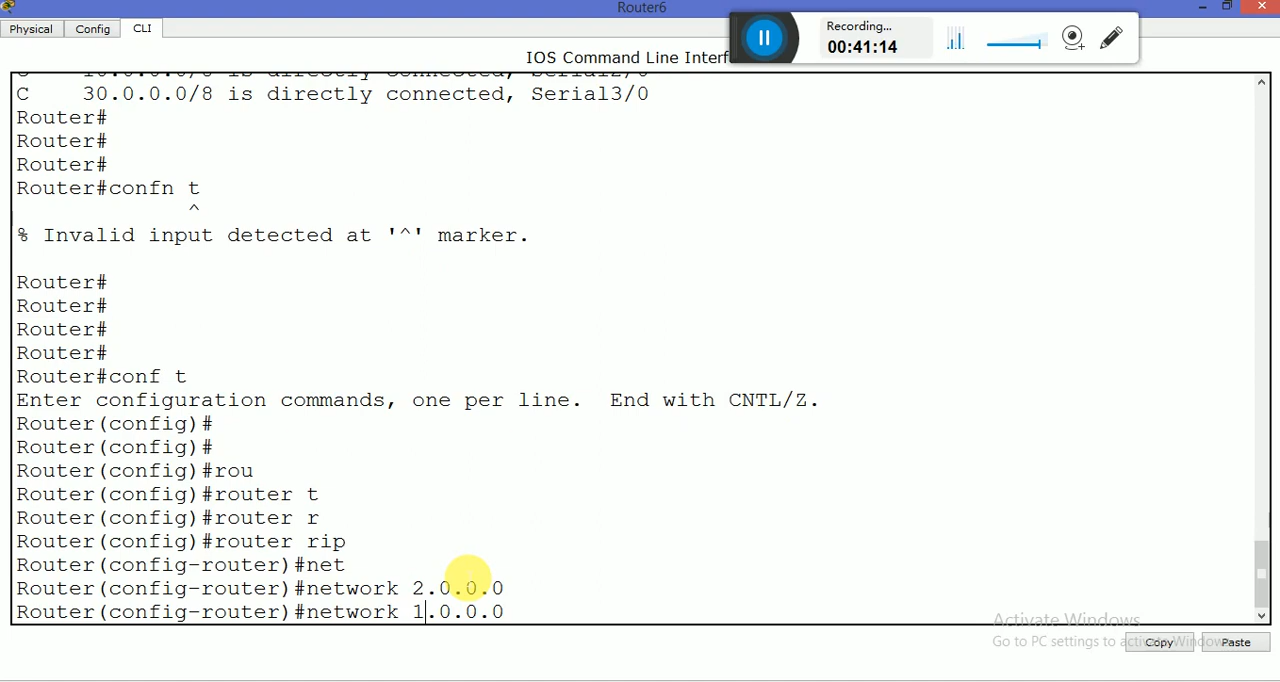 Router6
Physical
Config
CLI
Recording...
00:41:14
IOS Command Line Interf
C 30.0.0.0/8 is directly connected, Serial3/0
Router#
Router#
Router#
Router#confn t
^
% Invalid input detected at '^' marker.
Router#
Router#
Router#
Router#
Router#conf t
Enter configuration commands, one per line. End with CNTL/Z.
Router(config)#
Router(config)#
Router(config)#rou
Router(config)#router t
Router(config)#router r
Router(config)#router rip
Router(config-router)#net
Router(config-router)#network 2.0.0.0
Router(config-router)#network 1.0.0.0
Activate Windows
Go to PC settings to activate Windows.
Copy
Paste